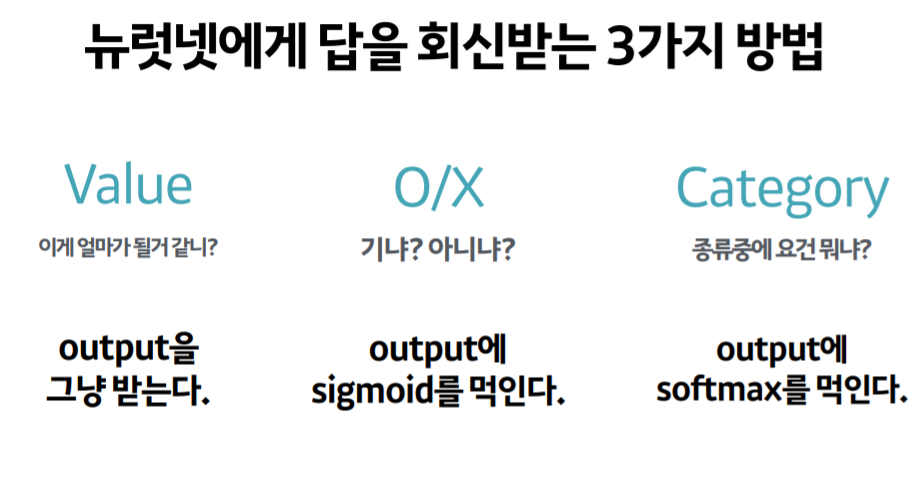 뉴럿넷에게 답을 회신받는 3가지 방법
Value
이게 얼마가 될거 같니?
output을
그냥 받는다.
O/X
기냐? 아니냐?
output에
sigmoid를 먹인다.
Category
종류중에 요건 뭐냐?
output에
softmax를 먹인다.